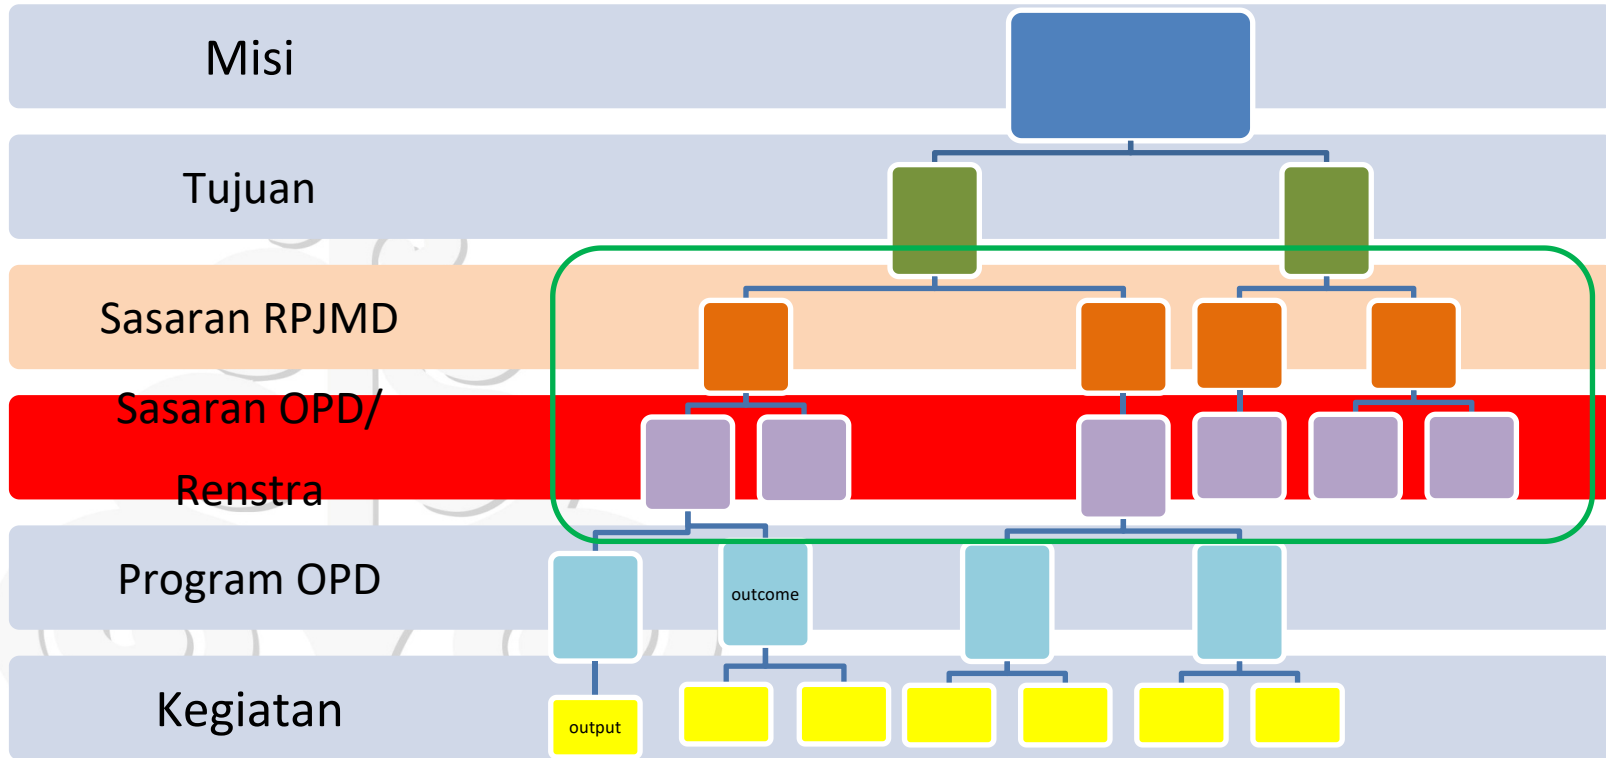 Misi
Tujuan
Sasaran RPJMD
Sasaran OPD/
Renstra
Program OPD
outcome
Kegiatan
output